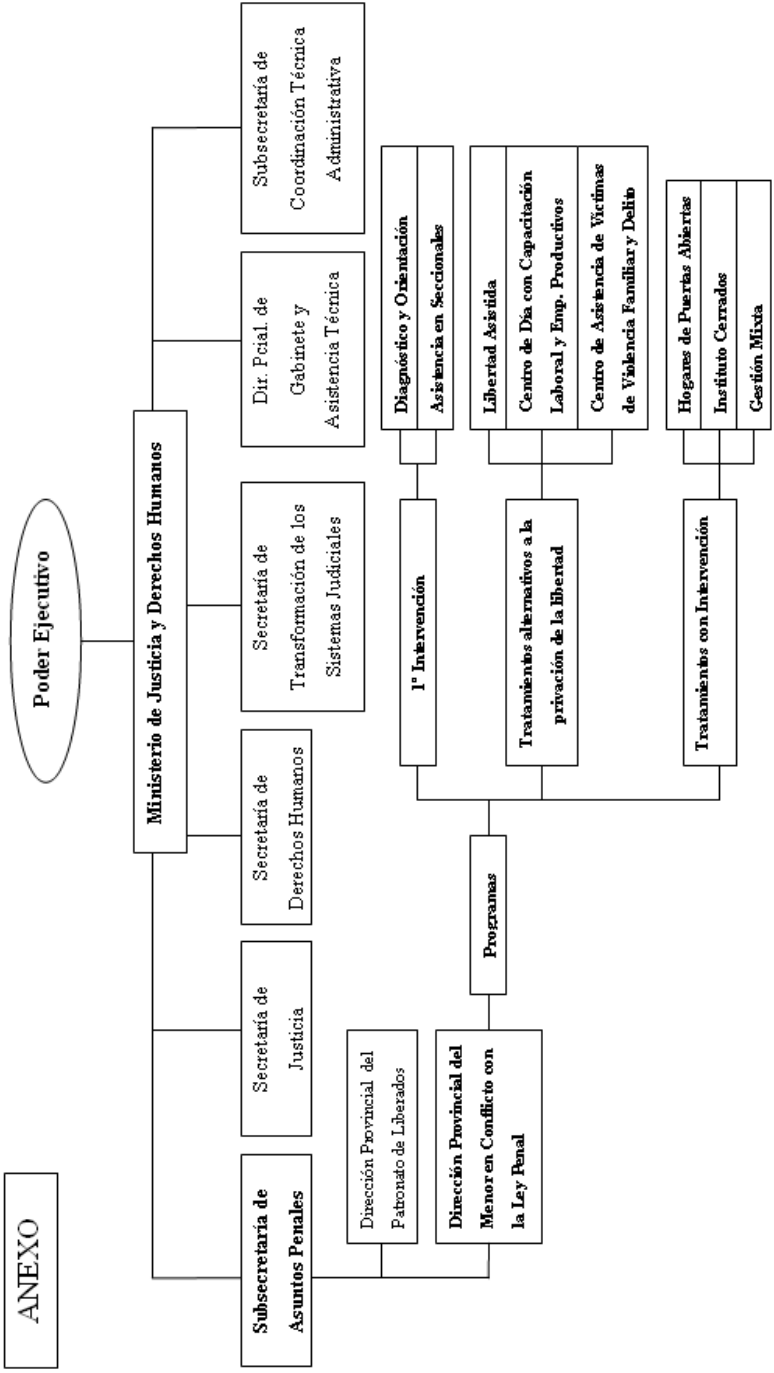 ANEXO
Poder Ejecutivo
Ministerio de Justicia y Derechos Humanos
Subsecretaría de
Asuntos Penales
Secretaría de
Justicia
Secretaría de
Derechos Humanos
Secretaría de
Transformación de los
Sistemas Judiciales
Dir. Pcial. de
Gabinete y
Asistencia Técnica
Subsecretaría de
Coordinación Técnica
Administrativa
Dirección Provincial del
Patronato de Liberados
Dirección Provincial del
Menor en Conflicto con
la Ley Penal
Programas
1º Intervención
Diagnóstico y Orientación
Asistencia en Seccionales
Tratamientos alternativos a la
privación de la libertad
Libertad Asistida
Centro de Día con Capacitación
Laboral y Emp. Productivos
Centro de Asistencia de Víctimas
de Violencia Familiar y Delito
Tratamientos con Intervención
Hogares de Puertas Abiertas
Instituto Cerrados
Gestión Mixta